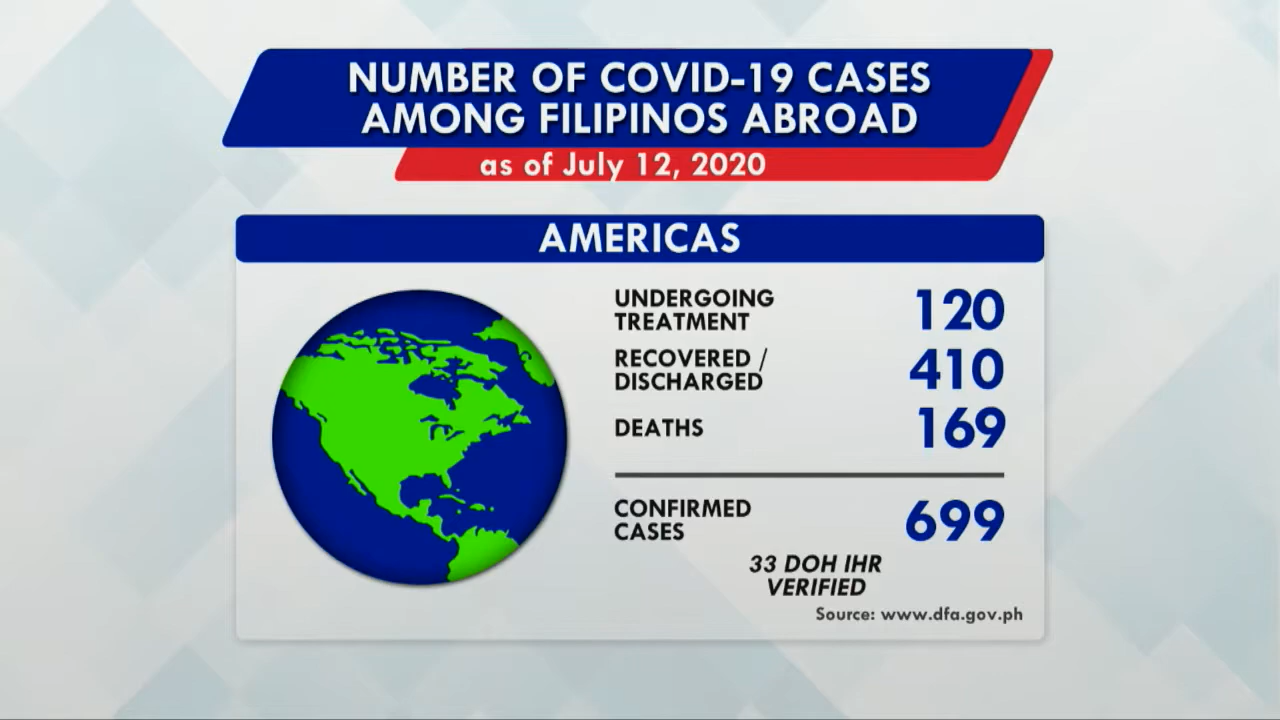 NUMBER OF COVID-19 CASES
AMONG FILIPINOS ABROAD
as of July 12, 2020
AMERICAS
UNDERGOING
TREATMENT
120
RECOVERED /
DISCHARGED
410
DEATHS
169
CONFIRMED
CASES
699
33 DOH IHR
VERIFIED
Source: www.dfa.gov.ph